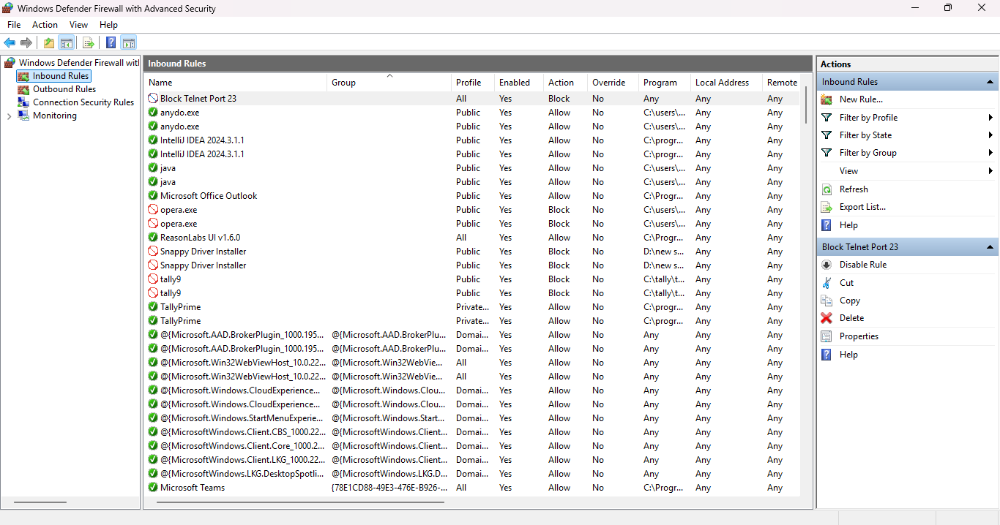 Windows Defender Firewall with Advanced Security
File Action View Help
Windows Defender Firewall with
Inbound Rules
Outbound Rules
Connection Security Rules
Monitoring
Inbound Rules
Name Group Profile Enabled Action Override Program Local Address Remote
Block Telnet Port 23 All Yes Block No Any Any Any
anydo.exe Public Yes Allow No C:\users\... Any Any
anydo.exe Public Yes Allow No C:\users\... Any Any
IntelliJ IDEA 2024.3.1.1 Public Yes Allow No C:\progr... Any Any
IntelliJ IDEA 2024.3.1.1 Public Yes Allow No C:\progr... Any Any
java Public Yes Allow No C:\users\... Any Any
java Public Yes Allow No C:\users\... Any Any
Microsoft Office Outlook Public Yes Allow No C:\Progr... Any Any
opera.exe Public Yes Block No C:\users\... Any Any
opera.exe Public Yes Block No C:\users\... Any Any
ReasonLabs UI v1.6.0 All Yes Allow No C:\Progr... Any Any
Snappy Driver Installer Public Yes Block No D:\new s... Any Any
Snappy Driver Installer Public Yes Block No D:\new s... Any Any
tally9 Public Yes Block No C:\tally\t... Any Any
tally9 Public Yes Block No C:\tally\t... Any Any
TallyPrime Private... Yes Allow No C:\progr... Any Any
TallyPrime Private... Yes Allow No C:\progr... Any Any
@{Microsoft.AAD.BrokerPlugin_1000.195... @{Microsoft.AAD.BrokerPlu... Domai... Yes Allow No Any Any Any
@{Microsoft.AAD.BrokerPlugin_1000.195... @{Microsoft.AAD.BrokerPlu... Domai... Yes Allow No Any Any Any
@{Microsoft.Win32WebViewHost_10.0.22... @{Microsoft.Win32WebVie... All Yes Allow No Any Any Any
@{Microsoft.Win32WebViewHost_10.0.22... @{Microsoft.Win32WebVie... All Yes Allow No Any Any Any
@{Microsoft.Windows.CloudExperience... @{Microsoft.Windows.Clou... Domai... Yes Allow No Any Any Any
@{Microsoft.Windows.CloudExperience... @{Microsoft.Windows.Clou... Domai... Yes Allow No Any Any Any
@{Microsoft.Windows.StartMenuExperie... @{Microsoft.Windows.Start... Domai... Yes Allow No Any Any Any
@{MicrosoftWindows.Client.CBS_1000.22... @{MicrosoftWindows.Client... Domai... Yes Allow No Any Any Any
@{MicrosoftWindows.Client.Core_1000.2... @{MicrosoftWindows.Client... Domai... Yes Allow No Any Any Any
@{MicrosoftWindows.Client.LKG_1000.22... @{MicrosoftWindows.Client... Domai... Yes Allow No Any Any Any
@{MicrosoftWindows.LKG.DesktopSpotli... @{MicrosoftWindows.LKG.D... Domai... Yes Allow No Any Any Any
Microsoft Teams {78E1CD88-49E3-476E-B926-... All Yes Allow No C:\Progr... Any Any
Actions
Inbound Rules
New Rule...
Filter by Profile
Filter by State
Filter by Group
View
Refresh
Export List...
Help
Block Telnet Port 23
Disable Rule
Cut
Copy
Delete
Properties
Help